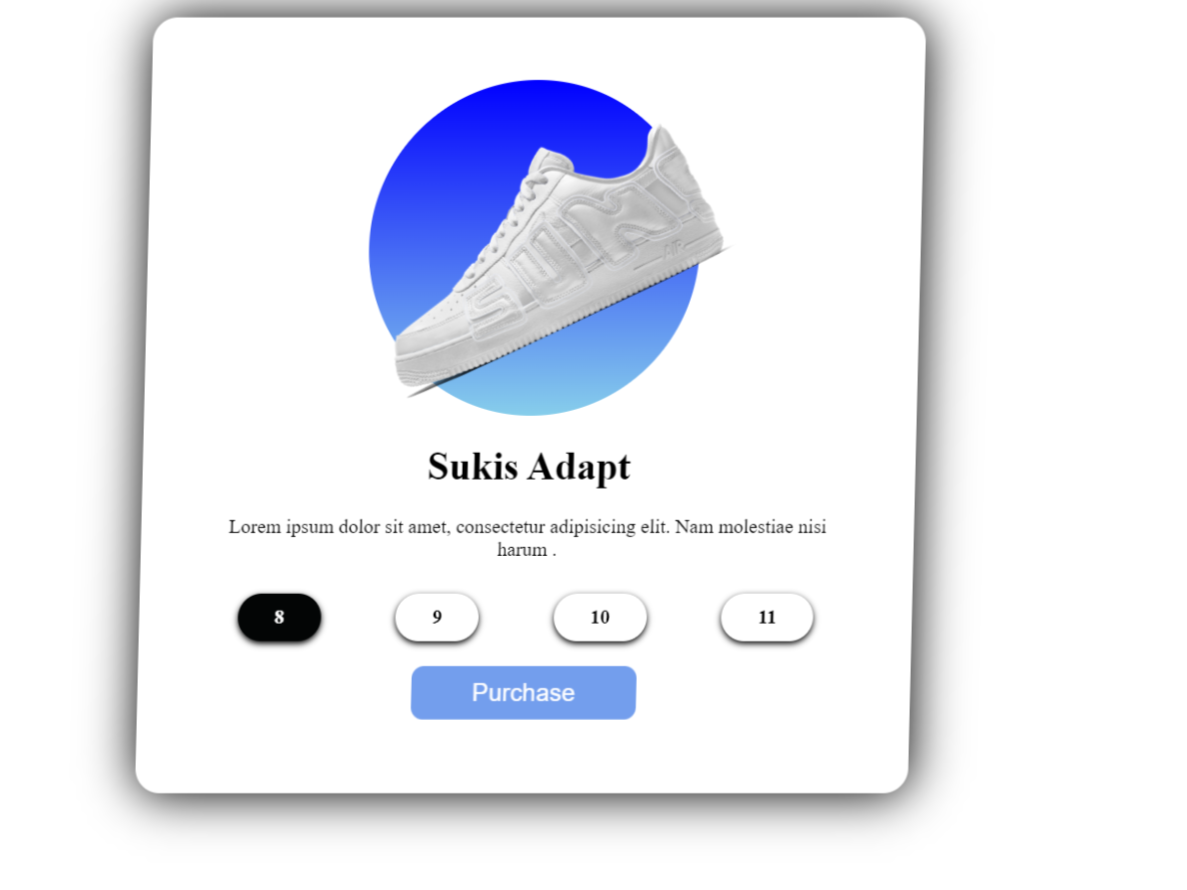 AIR
Sukis Adapt
Lorem ipsum dolor sit amet, consectetur adipisicing elit. Nam molestiae nisi
harum .
8 9 10 11
Purchase